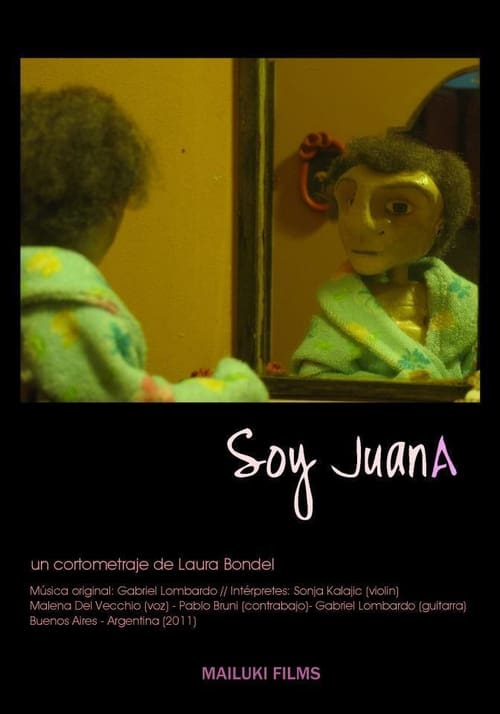 Soy JuanA
un cortometraje de Laura Bondel
Música original: Gabriel Lombardo // Intérpretes: Sonja Kalajic (violin)
Malena Del Vecchio (voz) - Pablo Bruni (contrabajo)- Gabriel Lombardo (guitarra)
Buenos Aires - Argentina (2011)
MAILUKI FILMS